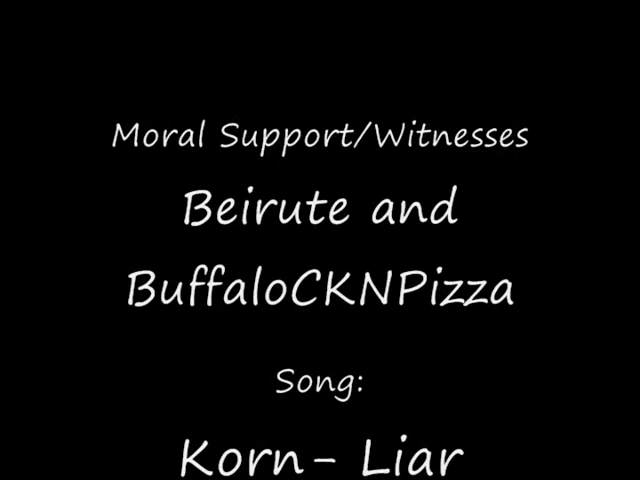 Moral Support/Witnesses
Beirute and
BuffaloCKNPizza
Song:
Korn- Liar